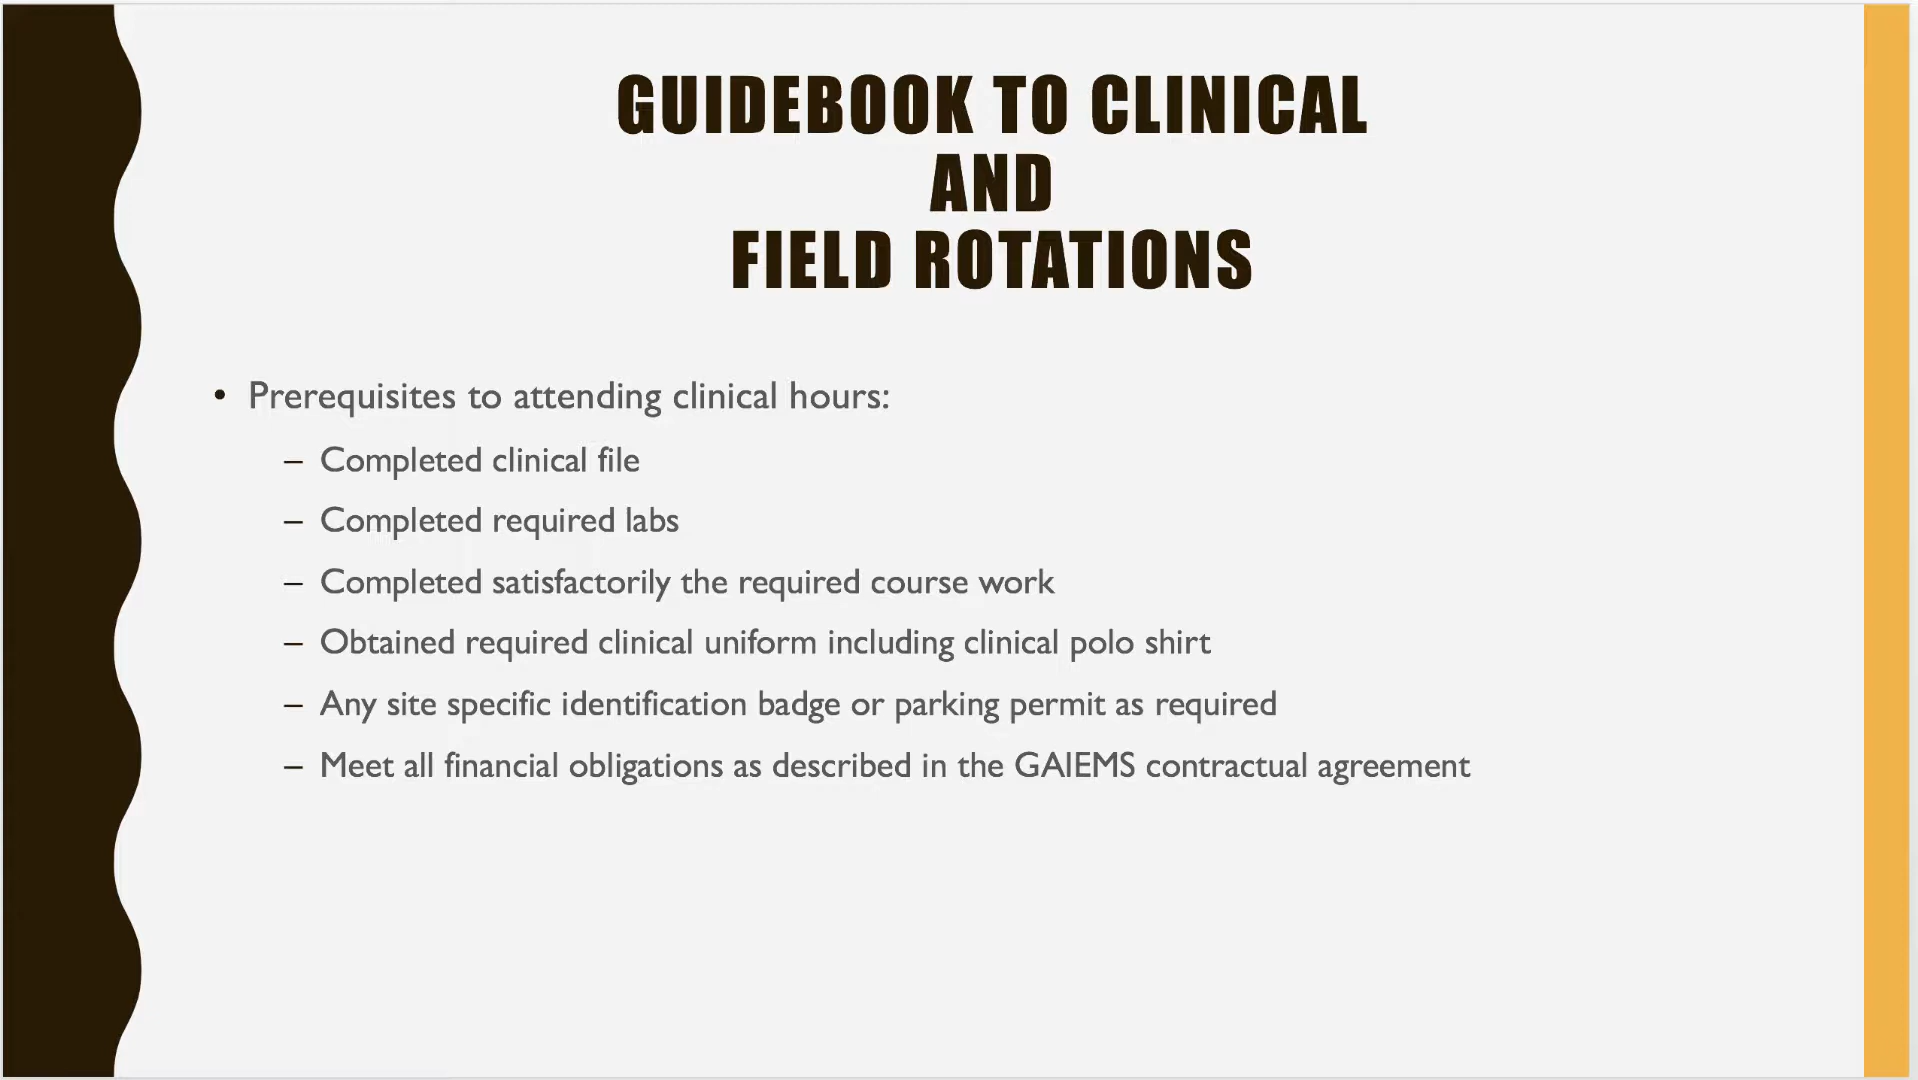 GUIDEBOOK TO CLINICAL
AND
FIELD ROTATIONS
• Prerequisites to attending clinical hours:
– Completed clinical file
– Completed required labs
– Completed satisfactorily the required course work
– Obtained required clinical uniform including clinical polo shirt
– Any site specific identification badge or parking permit as required
– Meet all financial obligations as described in the GAIEMS contractual agreement